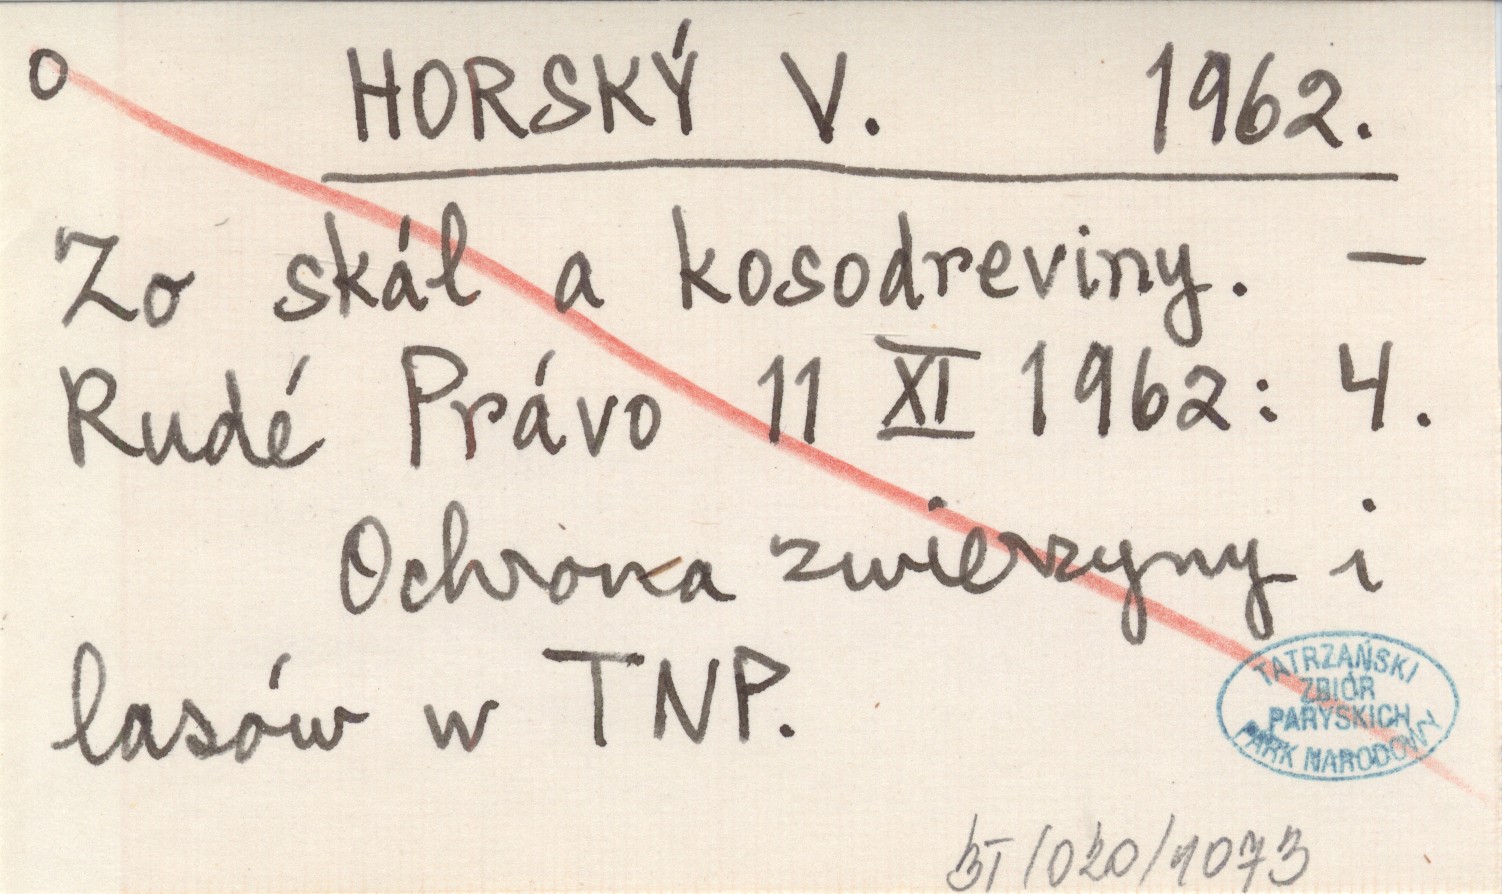 o HORSKÝ V. 1962.
Zo skál a kosodreviny. –
Rudé Právo 11 XI 1962: 4.
Ochrona zwierzyny i
lasów w TNP.
TATRZAŃSKI
ZBIÓR
PARYSKICH
PARK NARODOWY
BI/020/1073